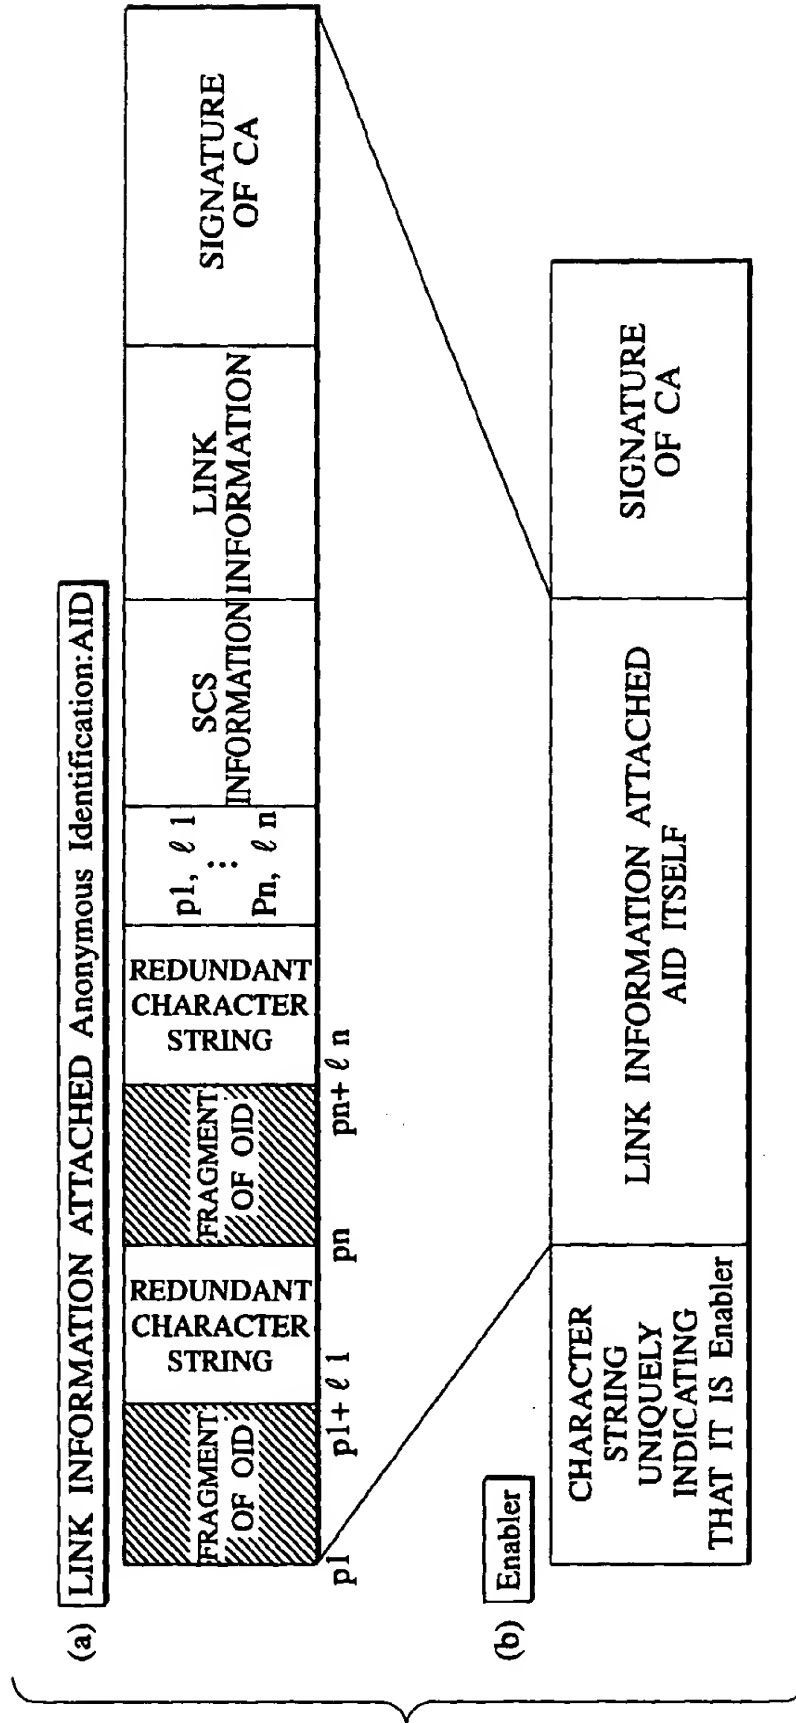 (a) LINK INFORMATION ATTACHED Anonymous Identification:AID
FRAGMENT
OF OID
REDUNDANT
CHARACTER
STRING
FRAGMENT
OF OID
REDUNDANT
CHARACTER
STRING
p1, ℓ 1
⋮
Pn, ℓ n
SCS
INFORMATION
LINK
INFORMATION
SIGNATURE
OF CA
p1
p1+ ℓ 1
pn
pn+ ℓ n
(b) Enabler
CHARACTER
STRING
UNIQUELY
INDICATING
THAT IT IS Enabler
LINK INFORMATION ATTACHED
AID ITSELF
SIGNATURE
OF CA